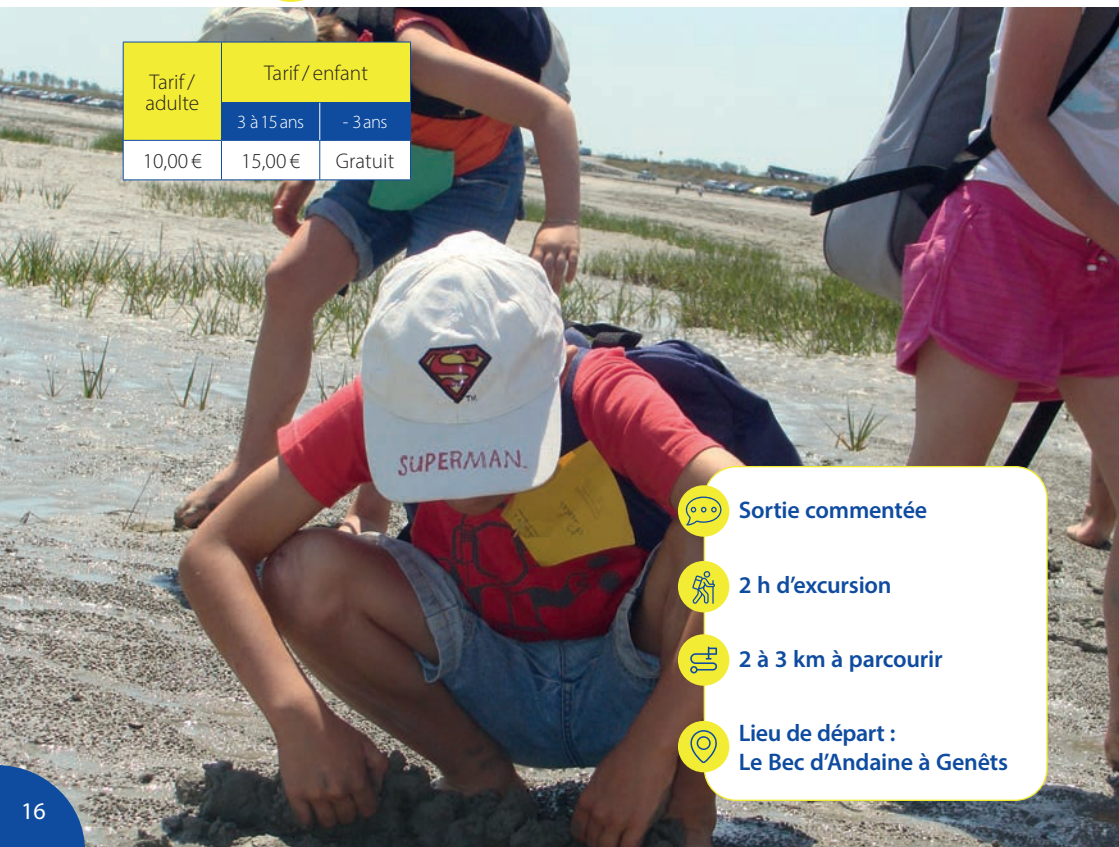 Tarif / adulte
Tarif / enfant
3 à 15 ans
- 3 ans
10,00 €
15,00 €
Gratuit
SUPERMAN
TM
Sortie commentée
2 h d’excursion
2 à 3 km à parcourir
Lieu de départ :
Le Bec d’Andaine à Genêts
16